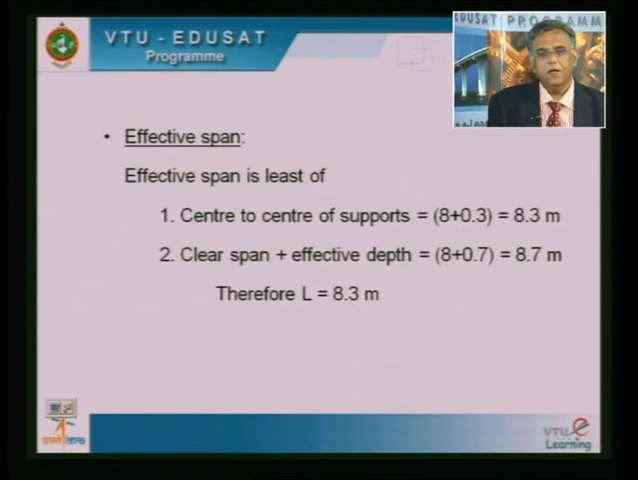 VTU - EDUSAT
Programme
EDUSAT PROGRAMM
• Effective span:
Effective span is least of
1. Centre to centre of supports = (8+0.3) = 8.3 m
2. Clear span + effective depth = (8+0.7) = 8.7 m
Therefore L = 8.3 m
VTU e
Learning